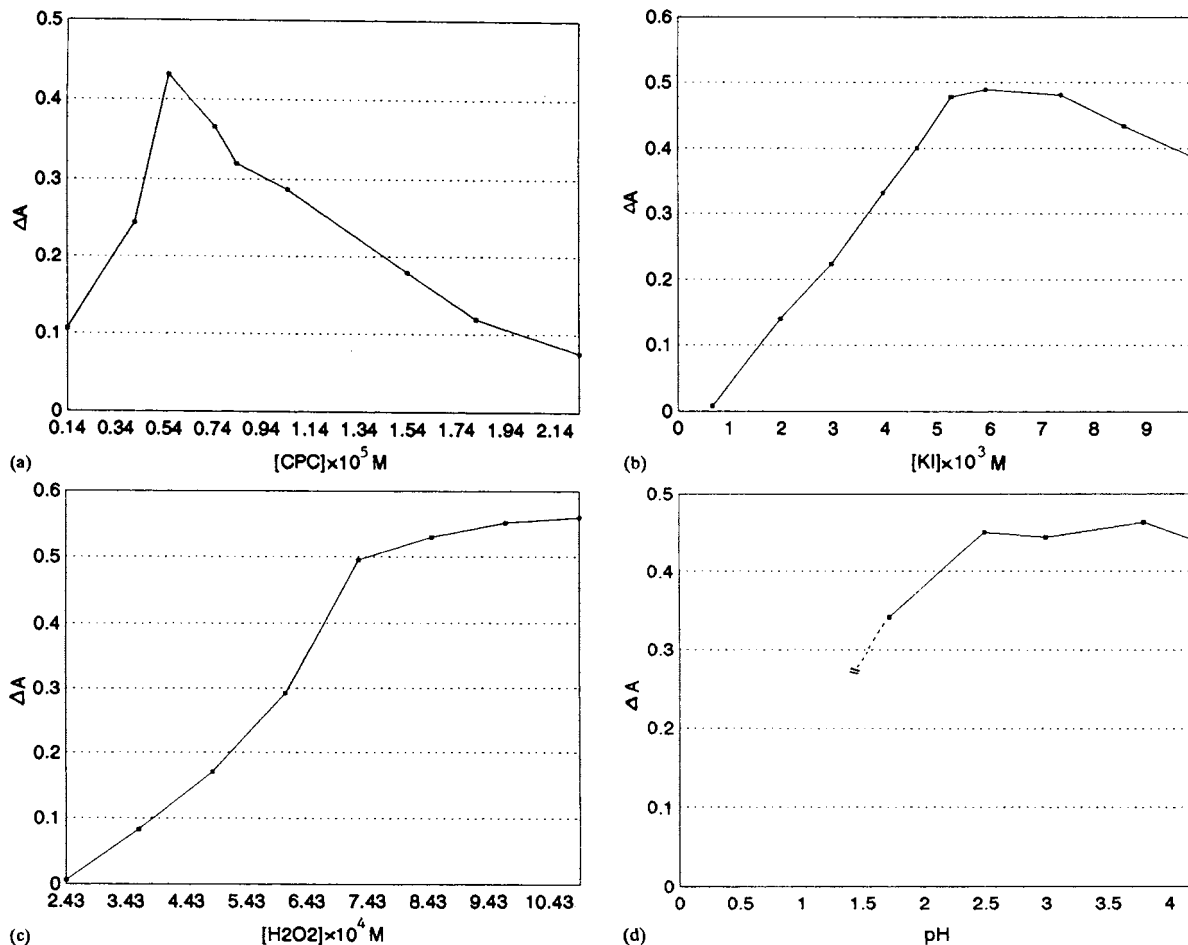 0.5
0.4
0.3
0.2
0.1
0
ΔA
0.14 0.34 0.54 0.74 0.94 1.14 1.34 1.54 1.74 1.94 2.14
(a)
[CPC]×10⁵ M
0.6
0.5
0.4
0.3
0.2
0.1
0
ΔA
0 1 2 3 4 5 6 7 8 9
(b)
[KI]×10³ M
0.6
0.5
0.4
0.3
0.2
0.1
0
ΔA
2.43 3.43 4.43 5.43 6.43 7.43 8.43 9.43 10.43
(c)
[H2O2]×10⁴ M
0.5
0.4
0.3
0.2
0.1
0
ΔA
0 0.5 1 1.5 2 2.5 3 3.5 4
(d)
pH